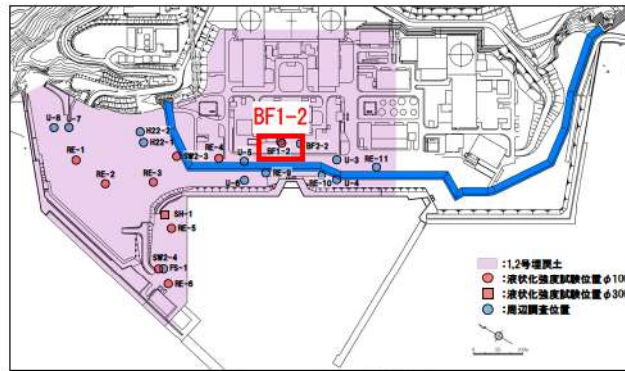 BF1-2
U-8
U-7
H22-2
H22-1
RE-1
SW2-3
RE-4
BF1-2
BF2-2
U-5
U-3
RE-11
RE-2
RE-3
RE-9
U-6
RE-10
U-4
SH-1
RE-5
SW2-4
FS-1
RE-6
:1,2号埋戻土
:液状化強度試験位置φ100
:液状化強度試験位置φ300
:周辺調査位置